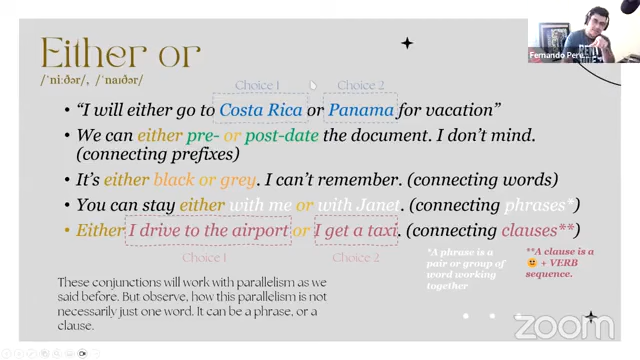 Either or
/ˈniːðər/, /ˈnaɪðər/
Fernando Per
Choice 1
Choice 2
• “I will either go to Costa Rica or Panama for vacation”
• We can either pre- or post-date the document. I don’t mind.
(connecting prefixes)
• It’s either black or grey. I can’t remember. (connecting words)
• You can stay either with me or with Janet. (connecting phrases*)
• Either I drive to the airport or I get a taxi. (connecting clauses**)
Choice 1
Choice 2
*A phrase is a
pair or group of
word working
together
**A clause is a
🙂 + VERB
sequence.
These conjunctions will work with parallelism as we
said before. But observe, how this parallelism is not
necessarily just one word. It can be a phrase, or a
clause.
zoom